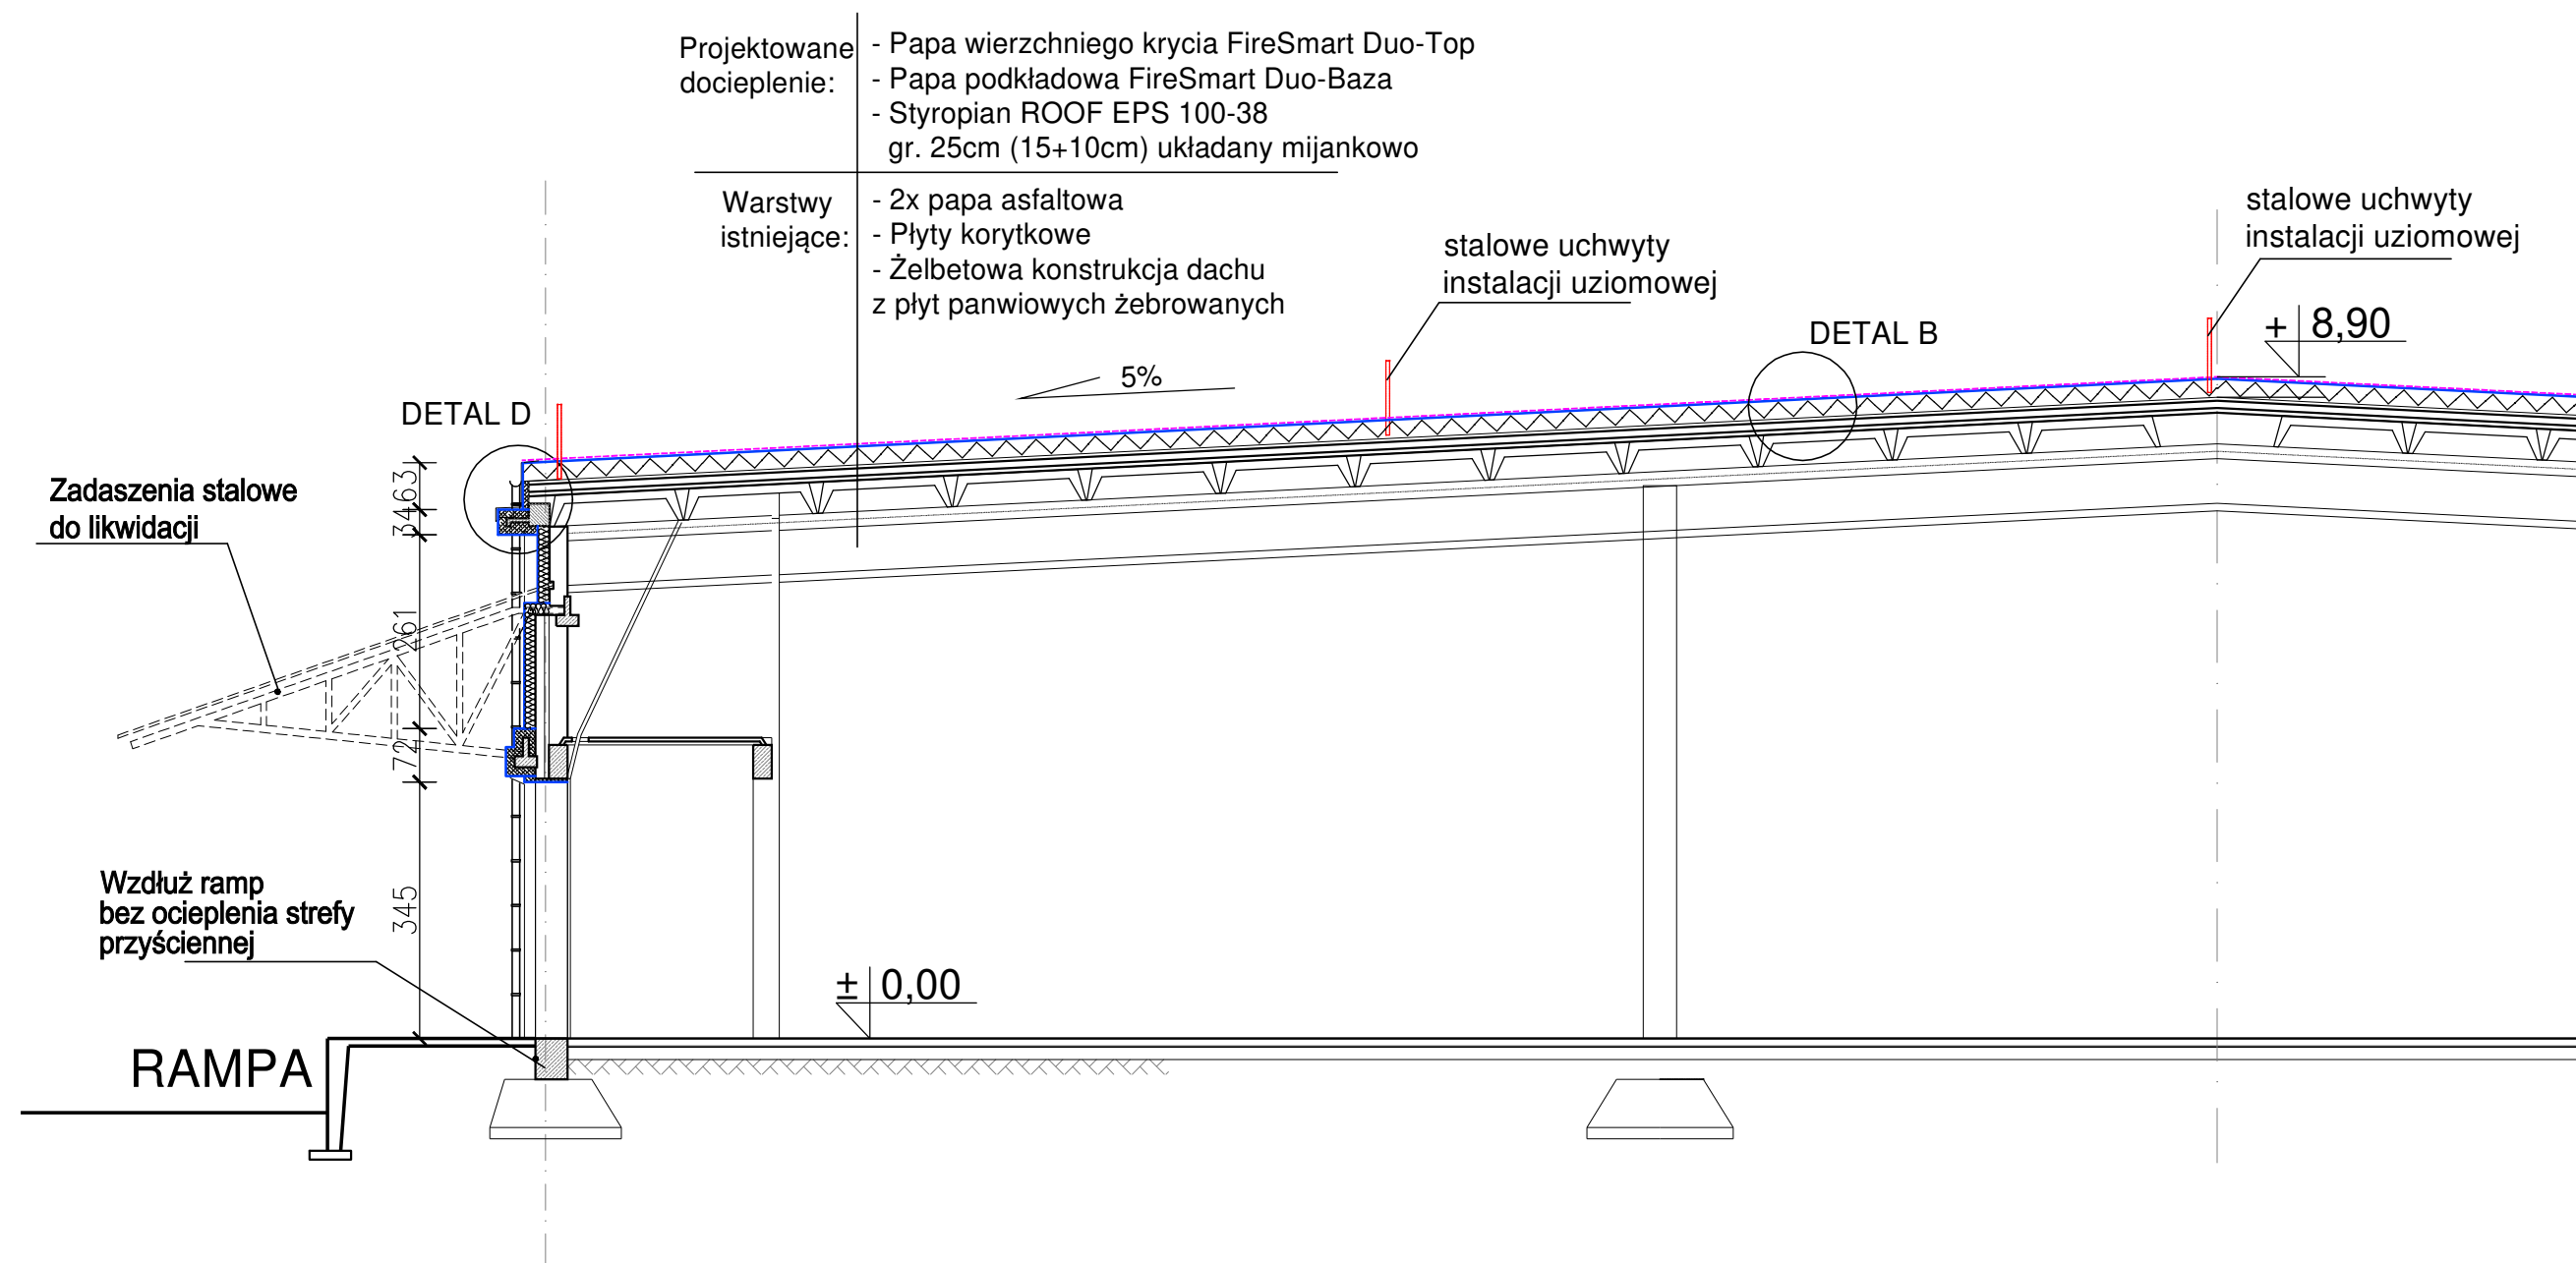 Projektowane
docieplenie:
- Papa wierzchniego krycia FireSmart Duo-Top
- Papa podkładowa FireSmart Duo-Baza
- Styropian ROOF EPS 100-38
gr. 25cm (15+10cm) układany mijankowo
Warstwy
istniejące:
- 2x papa asfaltowa
- Płyty korytkowe
- Żelbetowa konstrukcja dachu
z płyt panwiowych żebrowanych
stalowe uchwyty
instalacji uziomowej
stalowe uchwyty
instalacji uziomowej
+ 8,90
DETAL B
5%
DETAL D
63
34
Zadaszenia stalowe
do likwidacji
261
72
345
Wzdłuż ramp
bez ocieplenia strefy
przyściennej
± 0,00
RAMPA